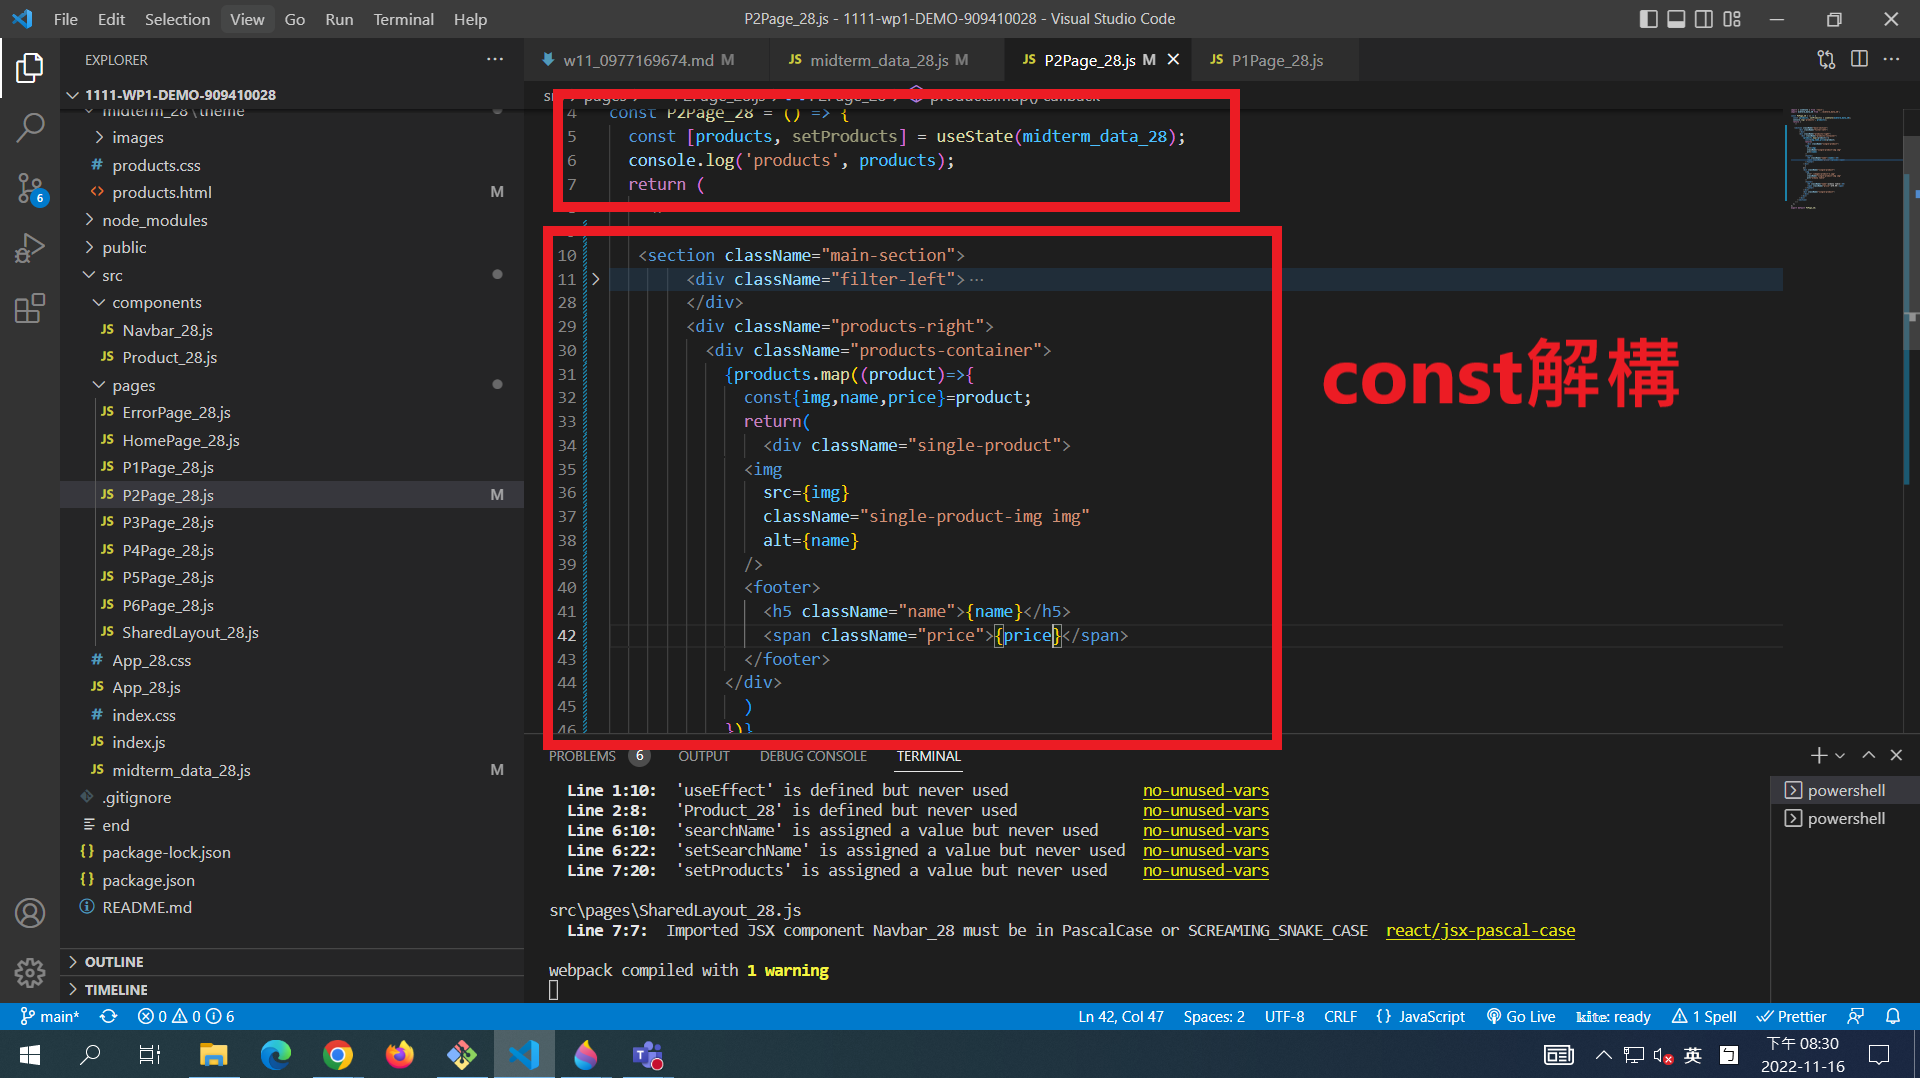 File Edit Selection View Go Run Terminal Help
P2Page_28.js - 1111-wp1-DEMO-909410028 - Visual Studio Code
EXPLORER
1111-WP1-DEMO-909410028
midterm_28 \ theme
images
products.css
products.html M
node_modules
public
src
components
Navbar_28.js
Product_28.js
pages
ErrorPage_28.js
HomePage_28.js
P1Page_28.js
P2Page_28.js M
P3Page_28.js
P4Page_28.js
P5Page_28.js
P6Page_28.js
SharedLayout_28.js
App_28.css
App_28.js
index.css
index.js
midterm_data_28.js M
.gitignore
end
package-lock.json
package.json
README.md
OUTLINE
TIMELINE
w11_0977169674.md M
midterm_data_28.js M
P2Page_28.js M
P1Page_28.js
4 const P2Page_28 = () => {
5 const [products, setProducts] = useState(midterm_data_28);
6 console.log('products', products);
7 return (
10 <section className="main-section">
11 <div className="filter-left"> ···
28 </div>
29 <div className="products-right">
30 <div className="products-container">
31 {products.map((product)=>{
32 const{img,name,price}=product;
33 return(
34 <div className="single-product">
35 <img
36 src={img}
37 className="single-product-img img"
38 alt={name}
39 />
40 <footer>
41 <h5 className="name">{name}</h5>
42 <span className="price">{price}</span>
43 </footer>
44 </div>
45 )
46 })}
const解構
PROBLEMS 6 OUTPUT DEBUG CONSOLE TERMINAL
Line 1:10: 'useEffect' is defined but never used no-unused-vars
Line 2:8: 'Product_28' is defined but never used no-unused-vars
Line 6:10: 'searchName' is assigned a value but never used no-unused-vars
Line 6:22: 'setSearchName' is assigned a value but never used no-unused-vars
Line 7:20: 'setProducts' is assigned a value but never used no-unused-vars
src\pages\SharedLayout_28.js
Line 7:7: Imported JSX component Navbar_28 must be in PascalCase or SCREAMING_SNAKE_CASE react/jsx-pascal-case
webpack compiled with 1 warning
powershell
powershell
main* 0 0 6
Ln 42, Col 47 Spaces: 2 UTF-8 CRLF {} JavaScript Go Live kite: ready 1 Spell Prettier
英 下午 08:30
2022-11-16